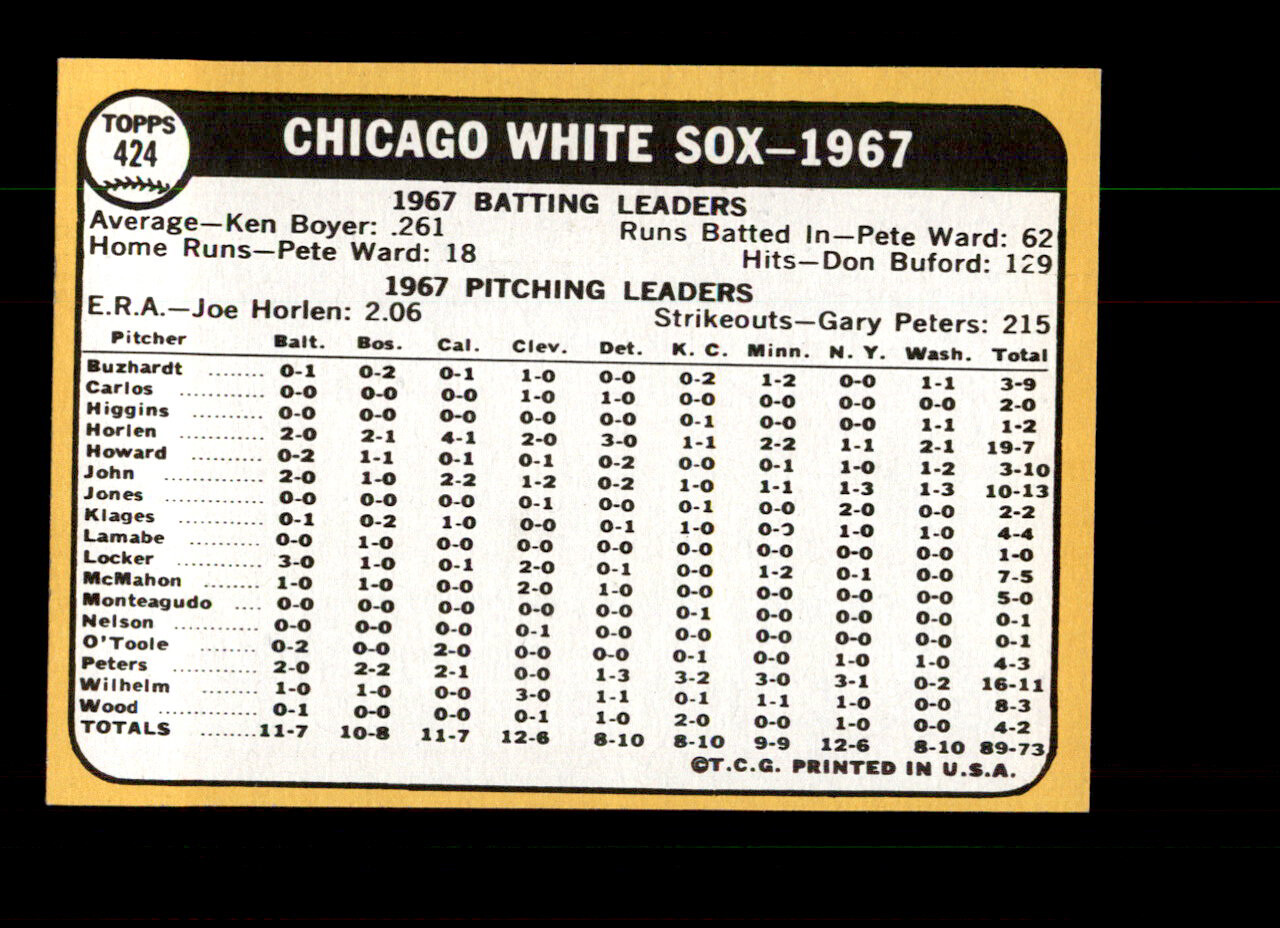 TOPPS
424
CHICAGO WHITE SOX—1967
1967 BATTING LEADERS
Average—Ken Boyer: .261 Runs Batted In—Pete Ward: 62
Home Runs—Pete Ward: 18 Hits—Don Buford: 129
1967 PITCHING LEADERS
E.R.A.—Joe Horlen: 2.06 Strikeouts—Gary Peters: 215
Pitcher Balt. Bos. Cal. Clev. Det. K. C. Minn. N. Y. Wash. Total
Buzhardt ........ 0-1 0-2 0-1 1-0 0-0 0-2 1-2 0-0 1-1 3-9
Carlos ............ 0-0 0-0 0-0 1-0 1-0 0-0 0-0 0-0 0-0 2-0
Higgins .......... 0-0 0-0 0-0 0-0 0-0 0-1 0-0 0-0 1-1 1-2
Horlen ............ 2-0 2-1 4-1 2-0 3-0 1-1 2-2 1-1 2-1 19-7
Howard .......... 0-2 1-1 0-1 0-1 0-2 0-0 0-1 1-0 1-2 3-10
John .............. 2-0 1-0 2-2 1-2 0-2 1-0 1-1 1-3 1-3 10-13
Jones .............. 0-0 0-0 0-0 0-1 0-0 0-1 0-0 2-0 0-0 2-2
Klages ............ 0-1 0-2 1-0 0-0 0-1 1-0 0-0 1-0 1-0 4-4
Lamabe .......... 0-0 1-0 0-0 0-0 0-0 0-0 0-0 0-0 0-0 1-0
Locker ............ 3-0 1-0 0-1 2-0 0-1 0-0 1-2 0-1 0-0 7-5
McMahon ........ 1-0 1-0 0-0 2-0 1-0 0-0 0-0 0-0 0-0 5-0
Monteagudo .... 0-0 0-0 0-0 0-0 0-0 0-1 0-0 0-0 0-0 0-1
Nelson ............ 0-0 0-0 0-0 0-1 0-0 0-0 0-0 0-0 0-0 0-1
O'Toole .......... 0-2 0-0 2-0 0-0 0-0 0-1 0-0 1-0 1-0 4-3
Peters ............ 2-0 2-2 2-1 0-0 1-3 3-2 3-0 3-1 0-2 16-11
Wilhelm .......... 1-0 1-0 0-0 3-0 1-1 0-1 1-1 1-0 0-0 8-3
Wood .............. 0-1 0-0 0-0 0-1 1-0 2-0 0-0 1-0 0-0 4-2
TOTALS ........ 11-7 10-8 11-7 12-6 8-10 8-10 9-9 12-6 8-10 89-73
©T.C.G. PRINTED IN U.S.A.